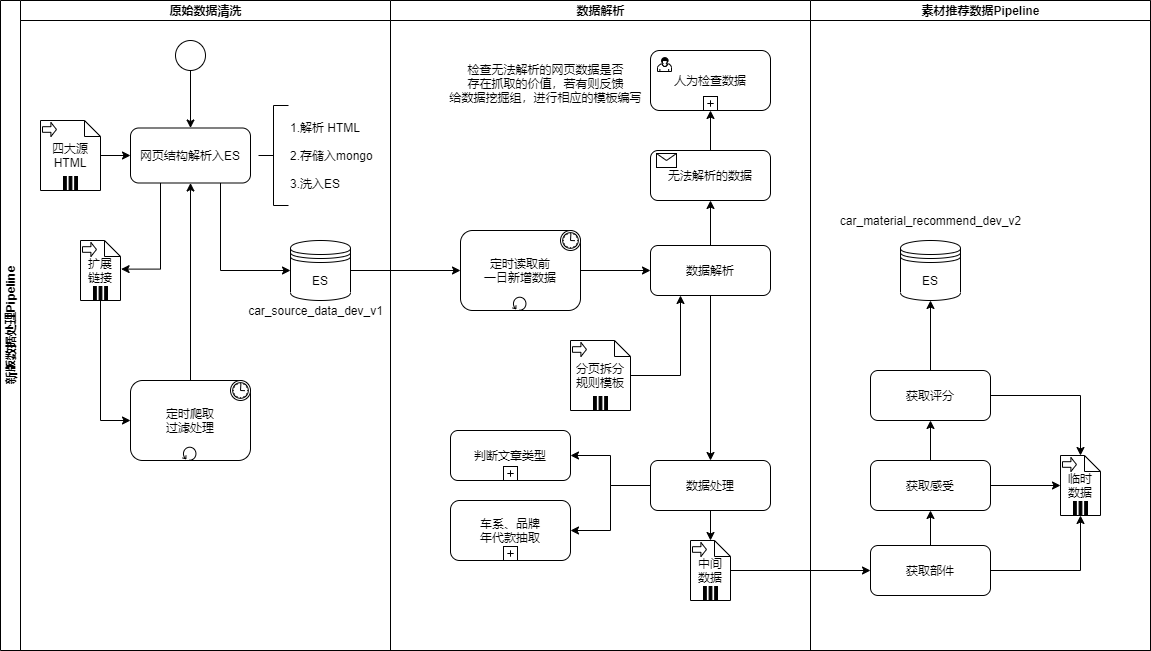 新版数据处理Pipeline
原始数据清洗
四大源
HTML
网页结构解析入ES
1.解析 HTML
2.存储入mongo
3.洗入ES
扩展
链接
ES
car_source_data_dev_v1
定时爬取
过滤处理
数据解析
检查无法解析的网页数据是否
存在抓取的价值，若有则反馈
给数据挖掘组，进行相应的模板编写
人为检查数据
无法解析的数据
定时读取前
一日新增数据
数据解析
分页拆分
规则模板
判断文章类型
数据处理
车系、品牌
年代款抽取
中间
数据
素材推荐数据Pipeline
car_material_recommend_dev_v2
ES
获取评分
获取感受
临时
数据
获取部件